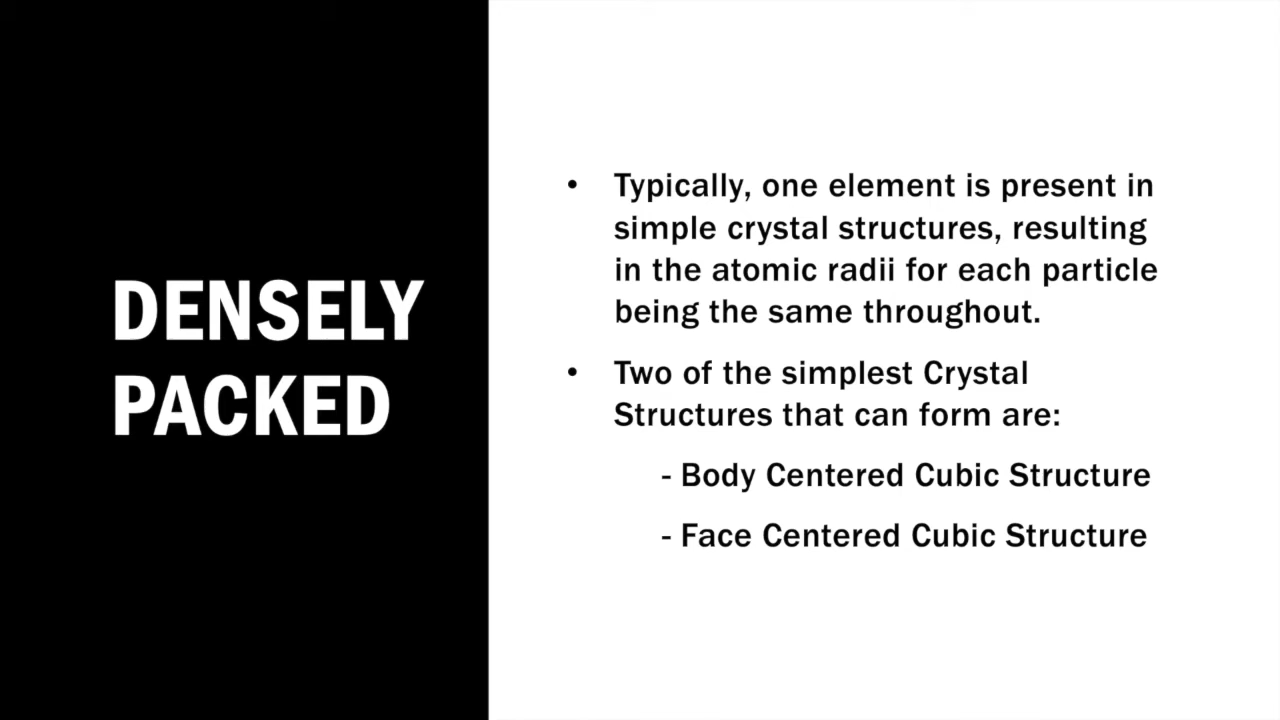 DENSELY
PACKED
• Typically, one element is present in
simple crystal structures, resulting
in the atomic radii for each particle
being the same throughout.
• Two of the simplest Crystal
Structures that can form are:
- Body Centered Cubic Structure
- Face Centered Cubic Structure